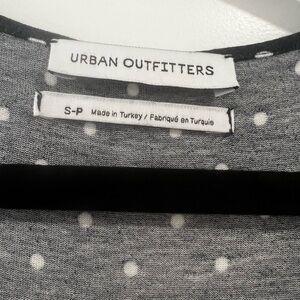 URBAN OUTFITTERS
S-P Made in Turkey / Fabriqué en Turquie